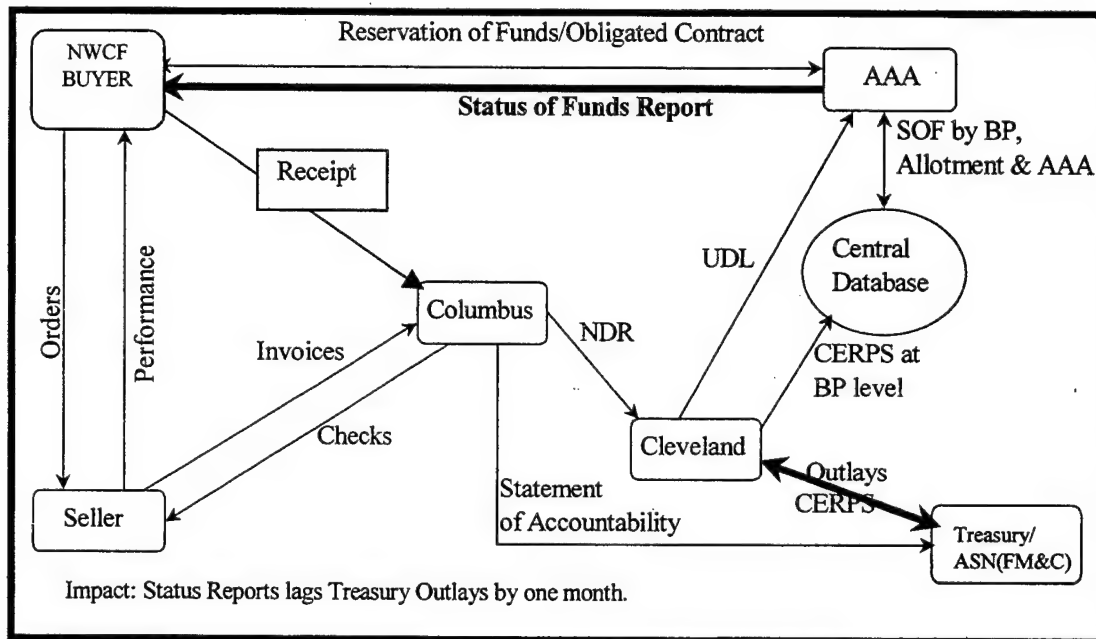 Reservation of Funds/Obligated Contract
NWCF
BUYER
AAA
Status of Funds Report
SOF by BP,
Allotment & AAA
Receipt
Central
Database
UDL
Orders
Performance
Columbus
Invoices
NDR
CERPS at
BP level
Checks
Cleveland
Outlays
CERPS
Statement
of Accountability
Seller
Treasury/
ASN(FM&C)
Impact: Status Reports lags Treasury Outlays by one month.